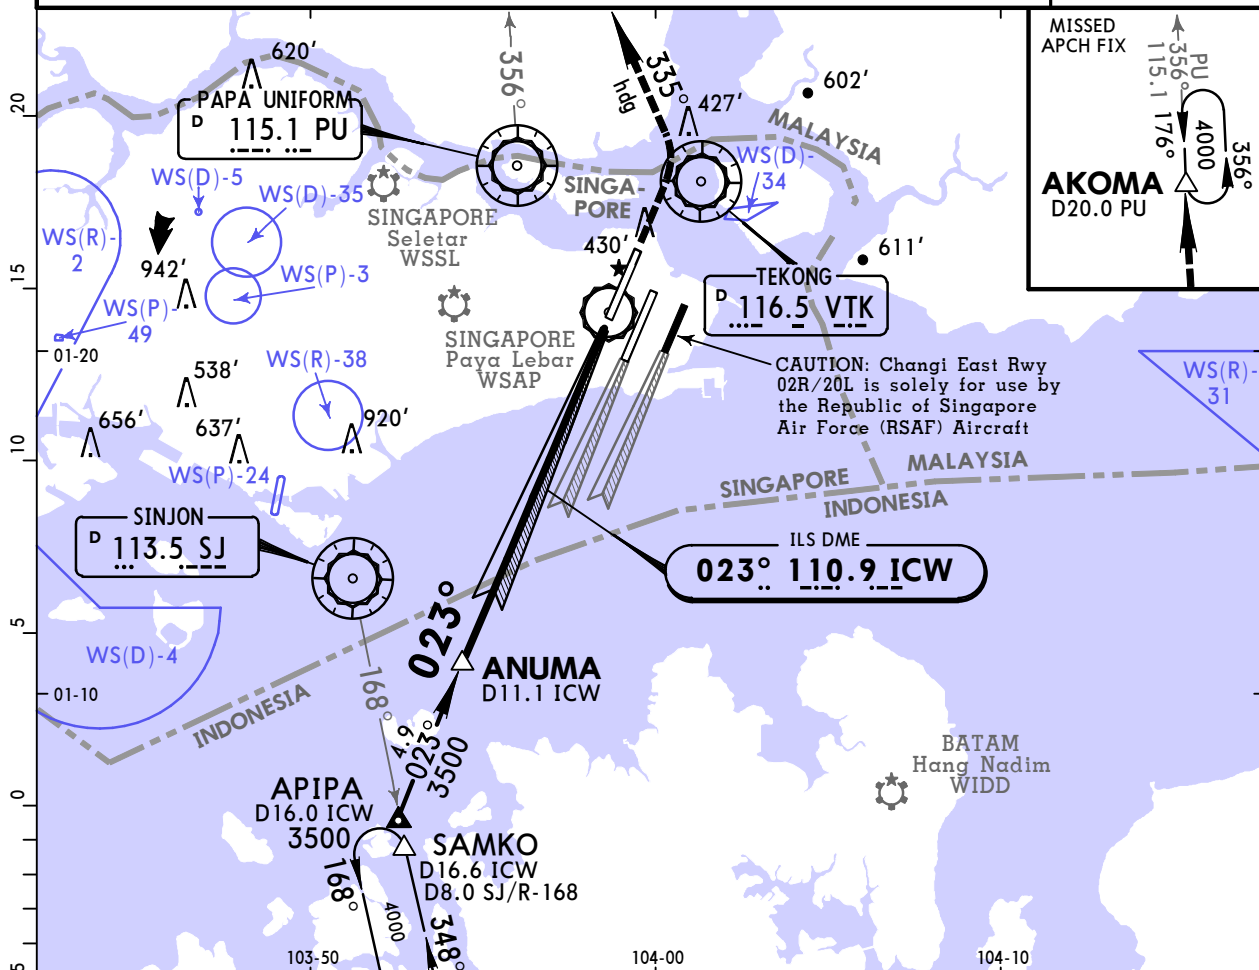 MISSED
APCH FIX
PU
115.1
356°
176°
4000
356°
AKOMA
D20.0 PU
620'
356°
335°
hdg
602'
427'
PAPA UNIFORM
D 115.1 PU
MALAYSIA
WS(D)-
34
SINGA-
PORE
WS(D)-5
WS(D)-35
SINGAPORE
Seletar
WSSL
WS(R)-
2
942'
430'
611'
WS(P)-3
TEKONG
D 116.5 VTK
WS(P)-
49
SINGAPORE
Paya Lebar
WSAP
01-20
538'
WS(R)-38
CAUTION: Changi East Rwy
02R/20L is solely for use by
the Republic of Singapore
Air Force (RSAF) Aircraft
WS(R)-
31
656'
637'
920'
WS(P)-24
SINGAPORE
MALAYSIA
INDONESIA
SINJON
D 113.5 SJ
ILS DME
023° 110.9 ICW
023°
WS(D)-4
168°
ANUMA
D11.1 ICW
01-10
INDONESIA
4.9
023°
3500
BATAM
Hang Nadim
WIDD
APIPA
D16.0 ICW
3500
SAMKO
D16.6 ICW
D8.0 SJ/R-168
168°
4000
348°
20
15
10
5
0
5
103-50
104-00
104-10